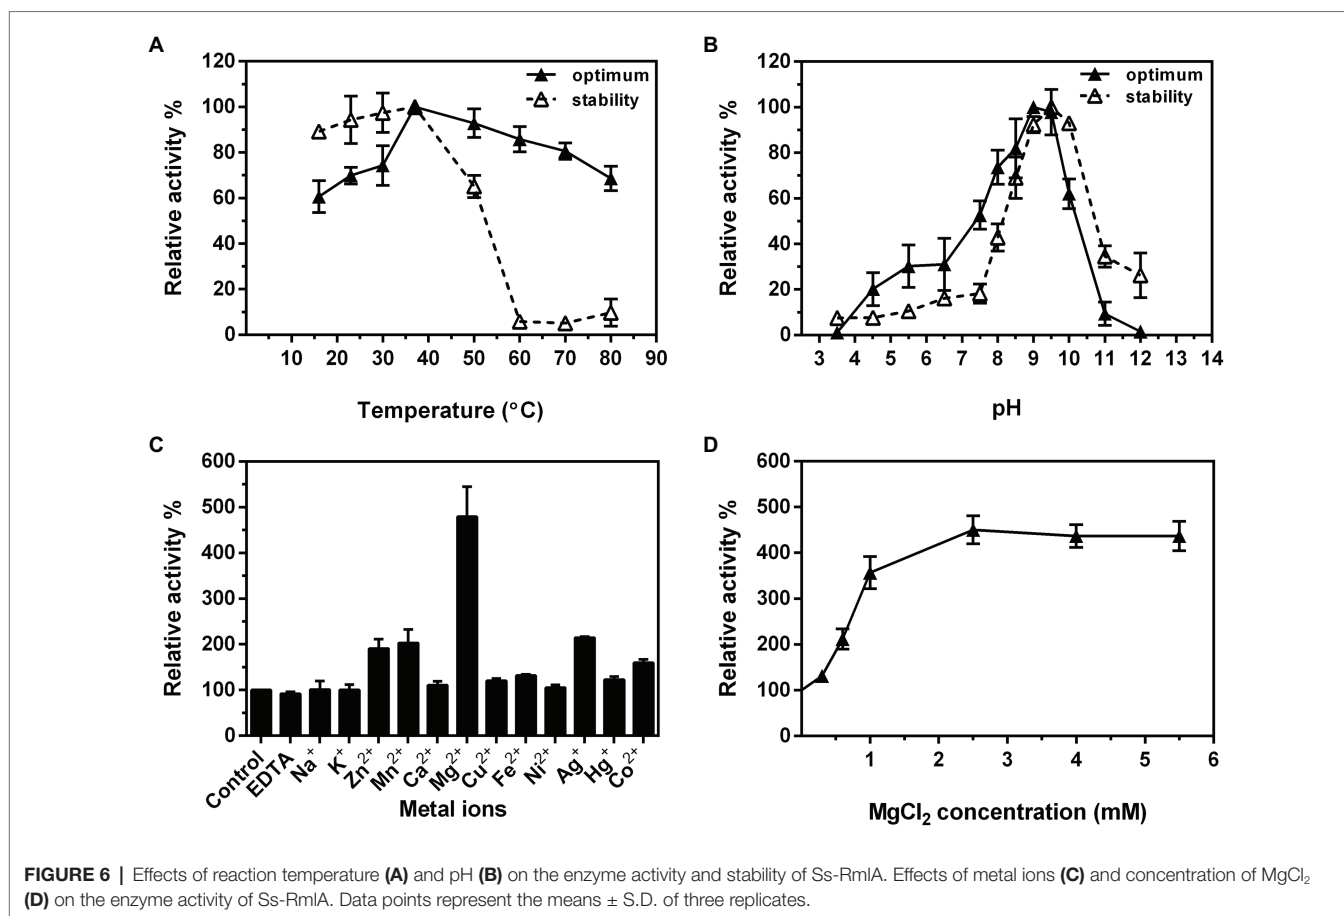 A
120
100
80
60
40
20
0
Relative activity %
optimum
stability
10 20 30 40 50 60 70 80 90
Temperature (°C)
B
120
100
80
60
40
20
0
Relative activity %
optimum
stability
3 4 5 6 7 8 9 10 11 12 13 14
pH
C
600
500
400
300
200
100
0
Relative activity %
Control EDTA Na⁺ K⁺ Zn²⁺ Mn²⁺ Ca²⁺ Mg²⁺ Cu²⁺ Fe²⁺ Ni²⁺ Ag⁺ Hg⁺ Co²⁺
Metal ions
D
600
500
400
300
200
100
0
Relative activity %
1 2 3 4 5 6
MgCl₂ concentration (mM)
FIGURE 6 | Effects of reaction temperature (A) and pH (B) on the enzyme activity and stability of Ss-RmlA. Effects of metal ions (C) and concentration of MgCl₂
(D) on the enzyme activity of Ss-RmlA. Data points represent the means ± S.D. of three replicates.